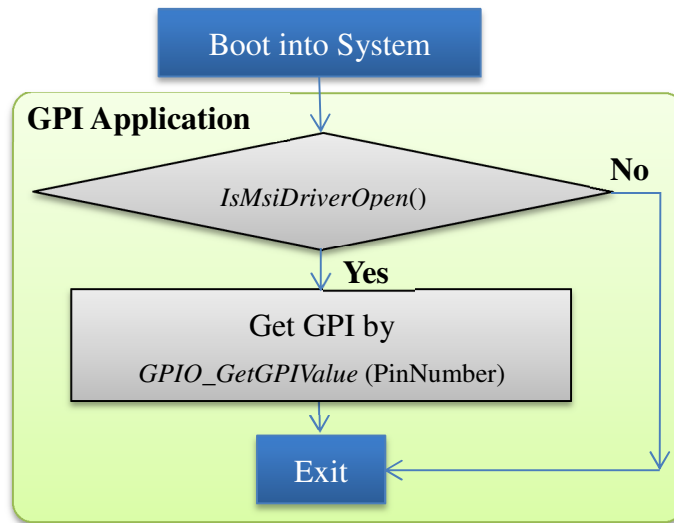 Boot into System
GPI Application
IsMsiDriverOpen()
No
Yes
Get GPI by
GPIO_GetGPIValue (PinNumber)
Exit